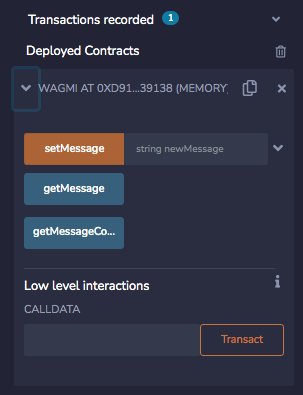 Transactions recorded 1
Deployed Contracts
WAGMI AT 0XD91...39138 (MEMORY)
setMessage string newMessage
getMessage
getMessageCo...
Low level interactions i
CALLDATA
Transact